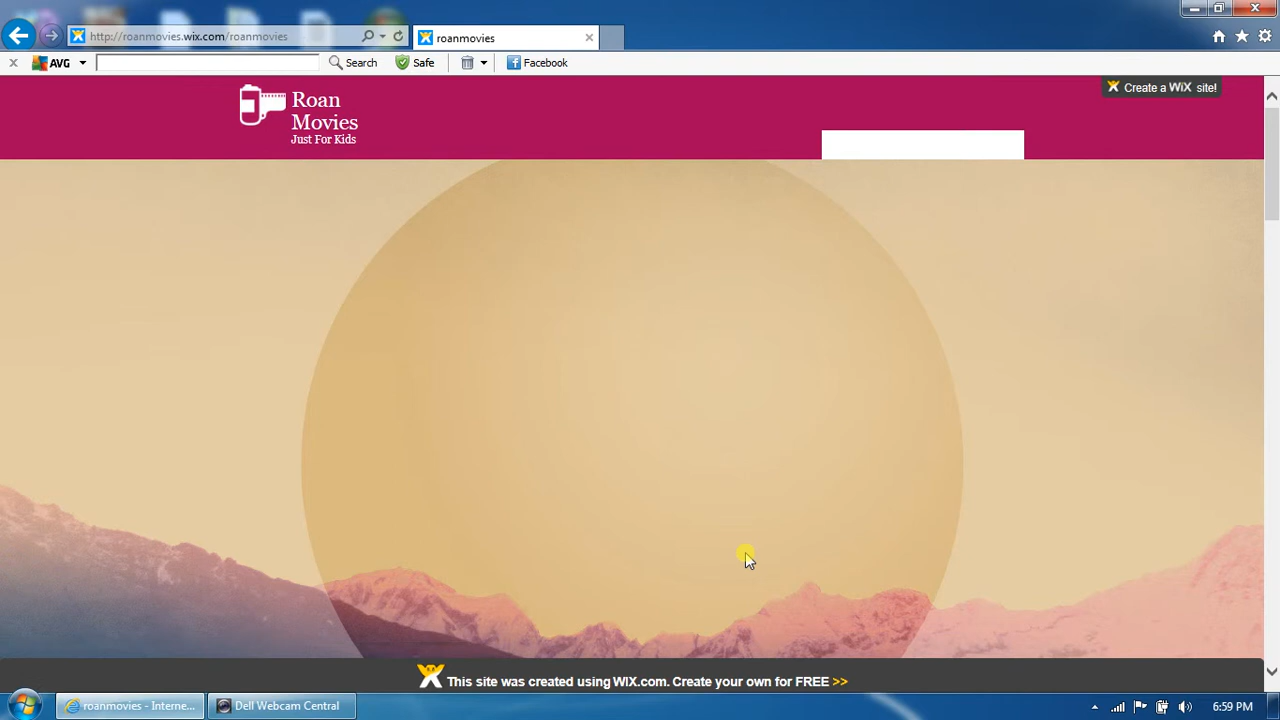 http://roanmovies.wix.com/roanmovies
roanmovies
AVG
Search
Safe
Facebook
Roan
Movies
Just For Kids
Create a WiX site!
This site was created using WIX.com. Create your own for FREE >>
roanmovies - Interne...
Dell Webcam Central
6:59 PM